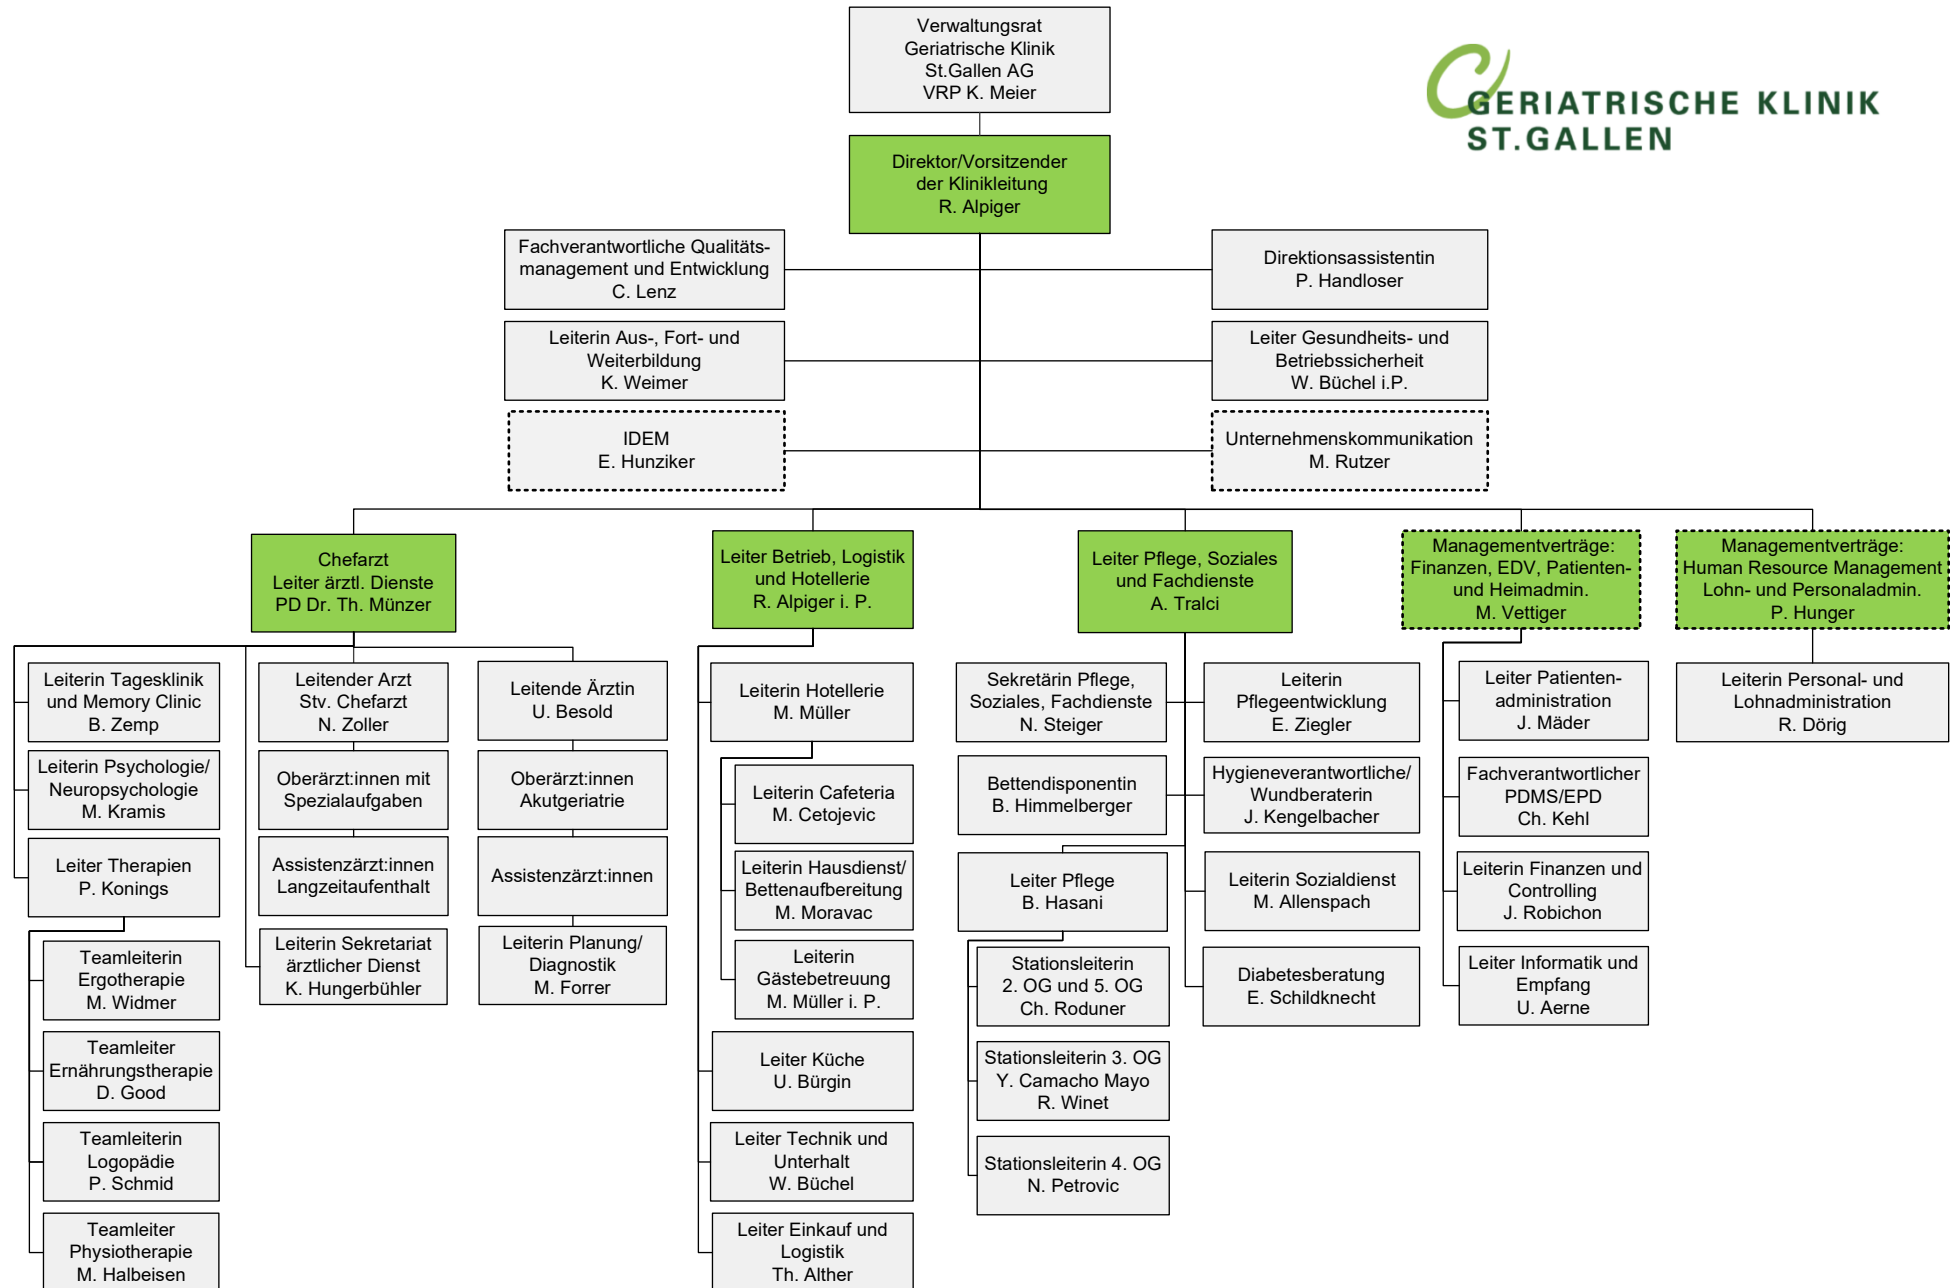 Verwaltungsrat
Geriatrische Klinik
St.Gallen AG
VRP K. Meier
GERIATRISCHE KLINIK
ST.GALLEN
Direktor/Vorsitzender
der Klinikleitung
R. Alpiger
Fachverantwortliche Qualitäts-
management und Entwicklung
C. Lenz
Direktionsassistentin
P. Handloser
Leiterin Aus-, Fort- und
Weiterbildung
K. Weimer
Leiter Gesundheits- und
Betriebssicherheit
W. Büchel i.P.
IDEM
E. Hunziker
Unternehmenskommunikation
M. Rutzer
Chefarzt
Leiter ärztl. Dienste
PD Dr. Th. Münzer
Leiter Betrieb, Logistik
und Hotellerie
R. Alpiger i. P.
Leiter Pflege, Soziales
und Fachdienste
A. Tralci
Managementverträge:
Finanzen, EDV, Patienten-
und Heimadmin.
M. Vettiger
Managementverträge:
Human Resource Management
Lohn- und Personaladmin.
P. Hunger
Leiterin Tagesklinik
und Memory Clinic
B. Zemp
Leiterin Psychologie/
Neuropsychologie
M. Kramis
Leiter Therapien
P. Konings
Teamleiterin
Ergotherapie
M. Widmer
Teamleiter
Ernährungstherapie
D. Good
Teamleiterin
Logopädie
P. Schmid
Teamleiter
Physiotherapie
M. Halbeisen
Leitender Arzt
Stv. Chefarzt
N. Zoller
Oberärzt:innen mit
Spezialaufgaben
Assistenzärzt:innen
Langzeitaufenthalt
Leiterin Sekretariat
ärztlicher Dienst
K. Hungerbühler
Leitende Ärztin
U. Besold
Oberärzt:innen
Akutgeriatrie
Assistenzärzt:innen
Leiterin Planung/
Diagnostik
M. Forrer
Leiterin Hotellerie
M. Müller
Leiterin Cafeteria
M. Cetojevic
Leiterin Hausdienst/
Bettenaufbereitung
M. Moravac
Leiterin
Gästebetreuung
M. Müller i. P.
Leiter Küche
U. Bürgin
Leiter Technik und
Unterhalt
W. Büchel
Leiter Einkauf und
Logistik
Th. Alther
Sekretärin Pflege,
Soziales, Fachdienste
N. Steiger
Bettendisponentin
B. Himmelberger
Leiter Pflege
B. Hasani
Stationsleiterin
2. OG und 5. OG
Ch. Roduner
Stationsleiterin 3. OG
Y. Camacho Mayo
R. Winet
Stationsleiterin 4. OG
N. Petrovic
Leiterin
Pflegeentwicklung
E. Ziegler
Hygieneverantwortliche/
Wundberaterin
J. Kengelbacher
Leiterin Sozialdienst
M. Allenspach
Diabetesberatung
E. Schildknecht
Leiter Patienten-
administration
J. Mäder
Fachverantwortlicher
PDMS/EPD
Ch. Kehl
Leiterin Finanzen und
Controlling
J. Robichon
Leiter Informatik und
Empfang
U. Aerne
Leiterin Personal- und
Lohnadministration
R. Dörig